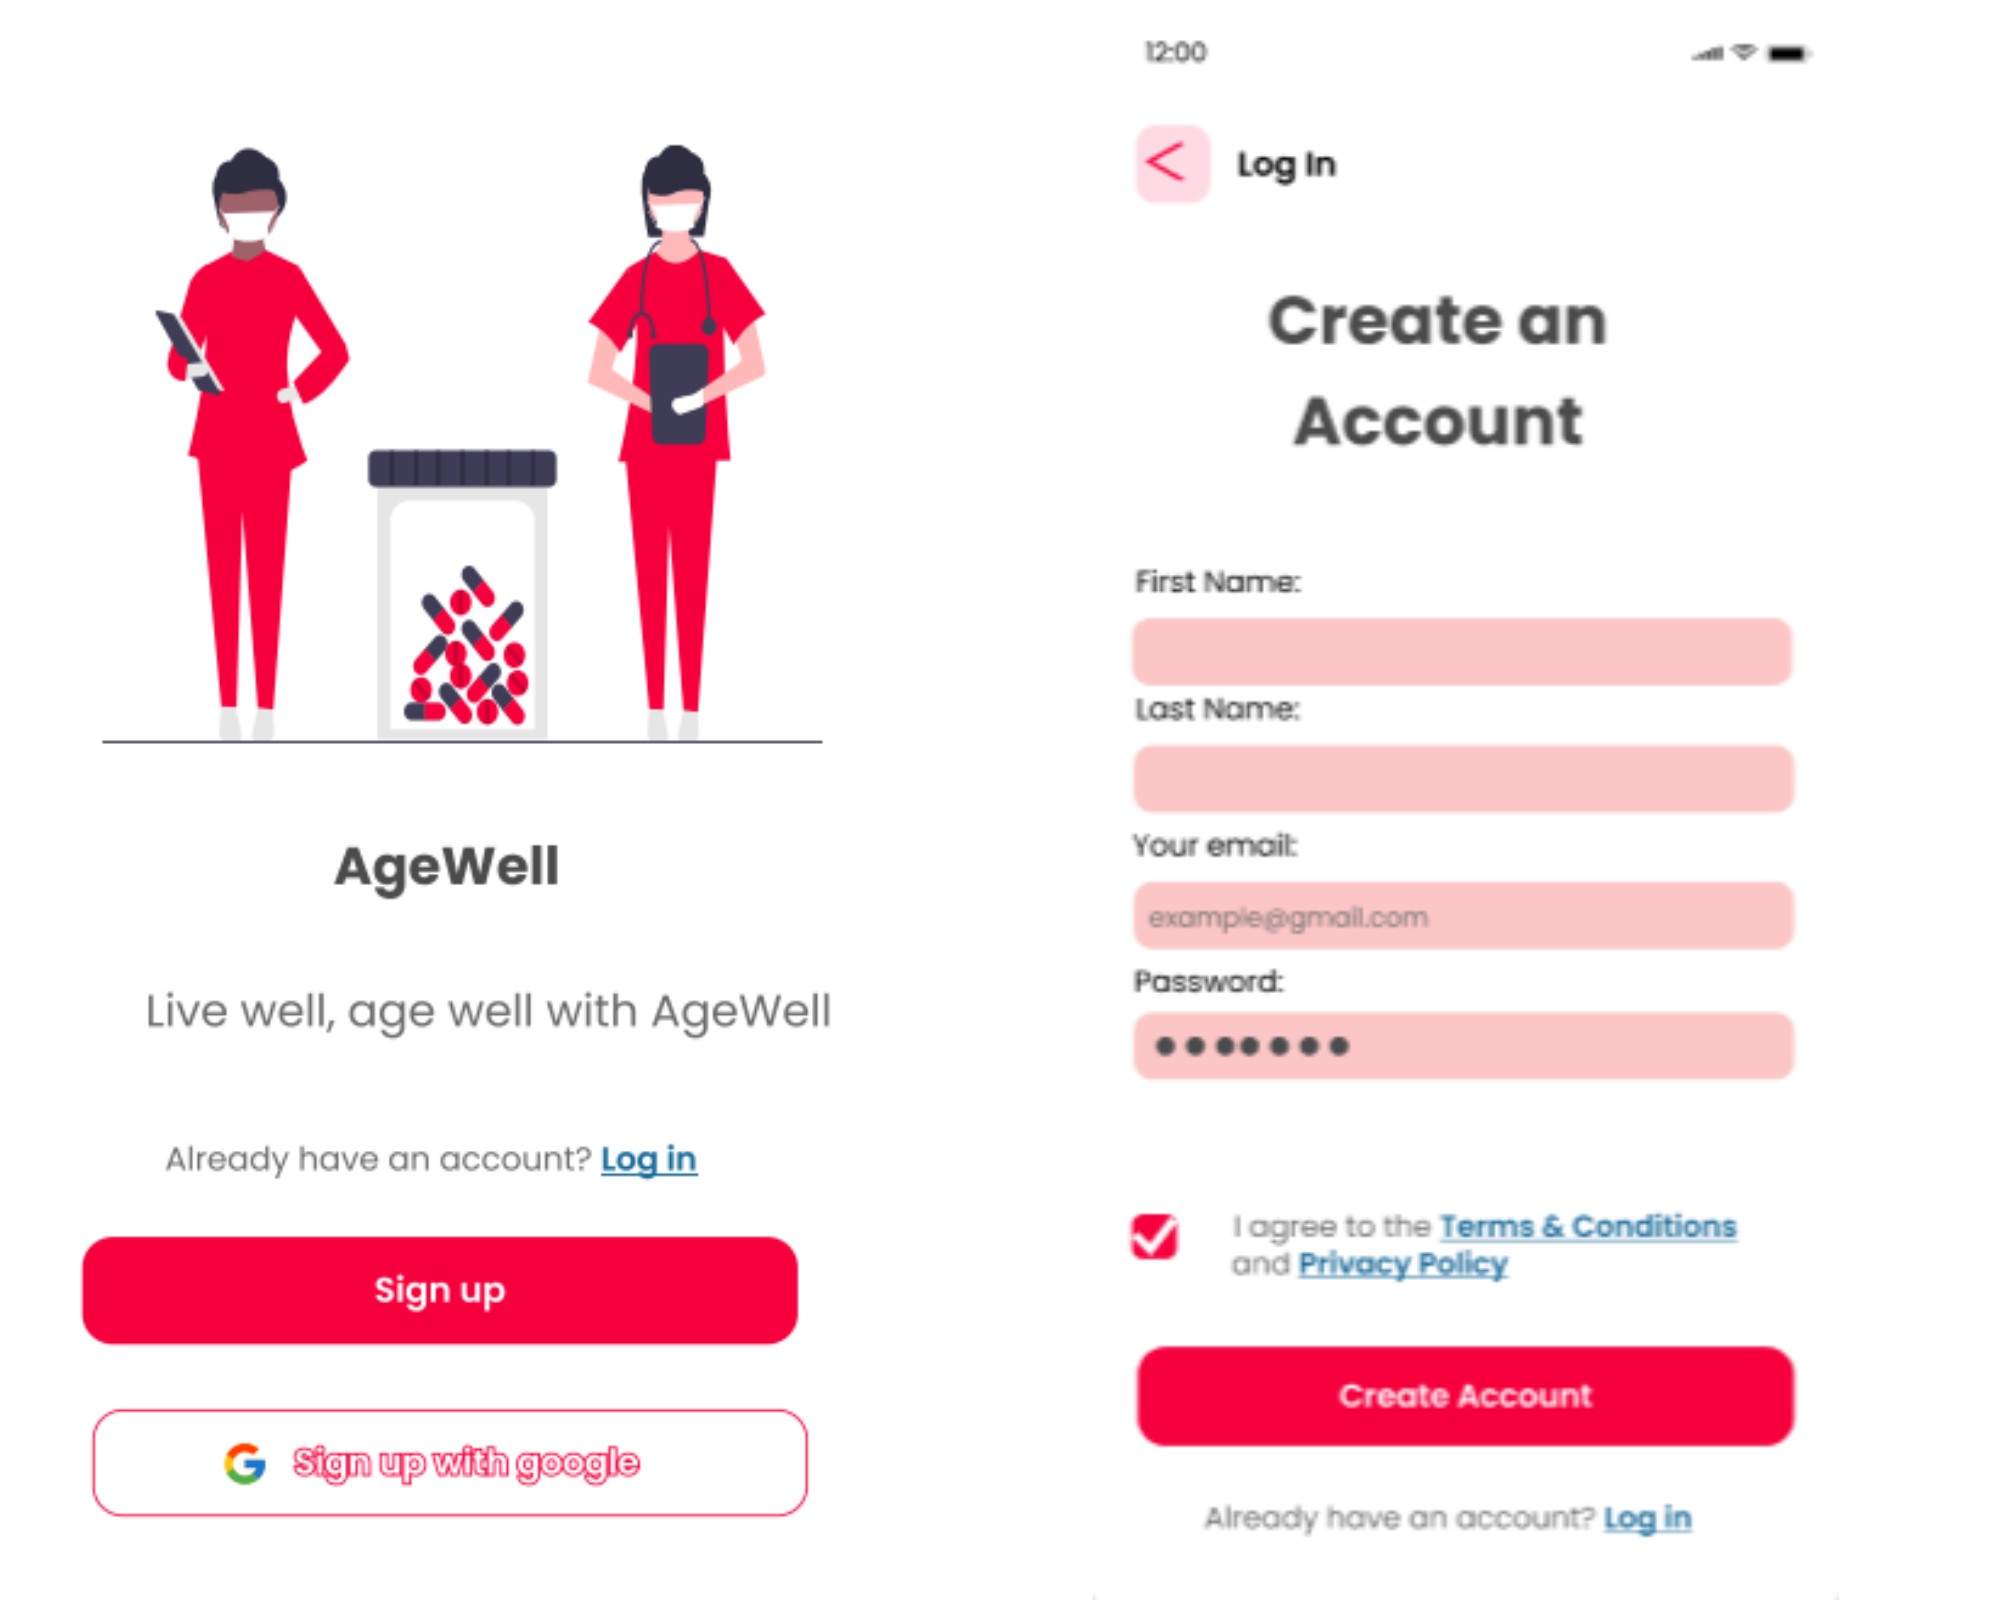 AgeWell
Live well, age well with AgeWell
Already have an account? Log in
Sign up
Sign up with google
12:00
Log In
Create an
Account
First Name:
Last Name:
Your email:
example@gmail.com
Password:
I agree to the Terms & Conditions
and Privacy Policy
Create Account
Already have an account? Log in